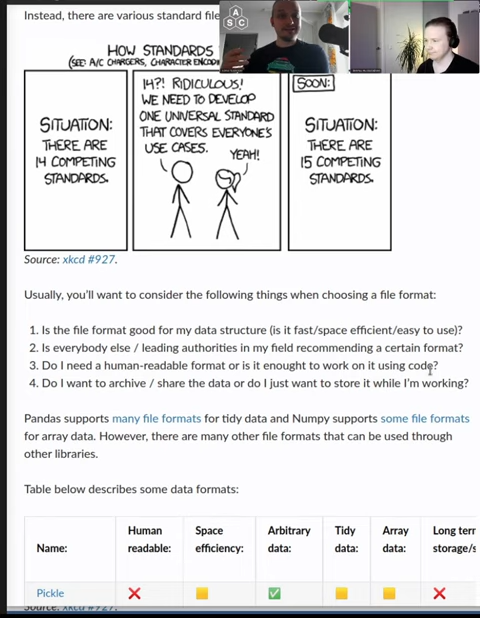 Instead, there are various standard file
A
S C
HOW STANDARDS
(SEE: A/C CHARGERS, CHARACTER ENCODI
SITUATION:
THERE ARE
14 COMPETING
STANDARDS.
14?! RIDICULOUS!
WE NEED TO DEVELOP
ONE UNIVERSAL STANDARD
THAT COVERS EVERYONE'S
USE CASES.
YEAH!
SOON:
SITUATION:
THERE ARE
15 COMPETING
STANDARDS.
Source: xkcd #927.
Usually, you'll want to consider the following things when choosing a file format:
1. Is the file format good for my data structure (is it fast/space efficient/easy to use)?
2. Is everybody else / leading authorities in my field recommending a certain format?
3. Do I need a human-readable format or is it enought to work on it using code?
4. Do I want to archive / share the data or do I just want to store it while I'm working?
Pandas supports many file formats for tidy data and Numpy supports some file formats
for array data. However, there are many other file formats that can be used through
other libraries.
Table below describes some data formats:
Name: Human readable: Space efficiency: Arbitrary data: Tidy data: Array data: Long term storage/s
Pickle
Source: xkcd #927.